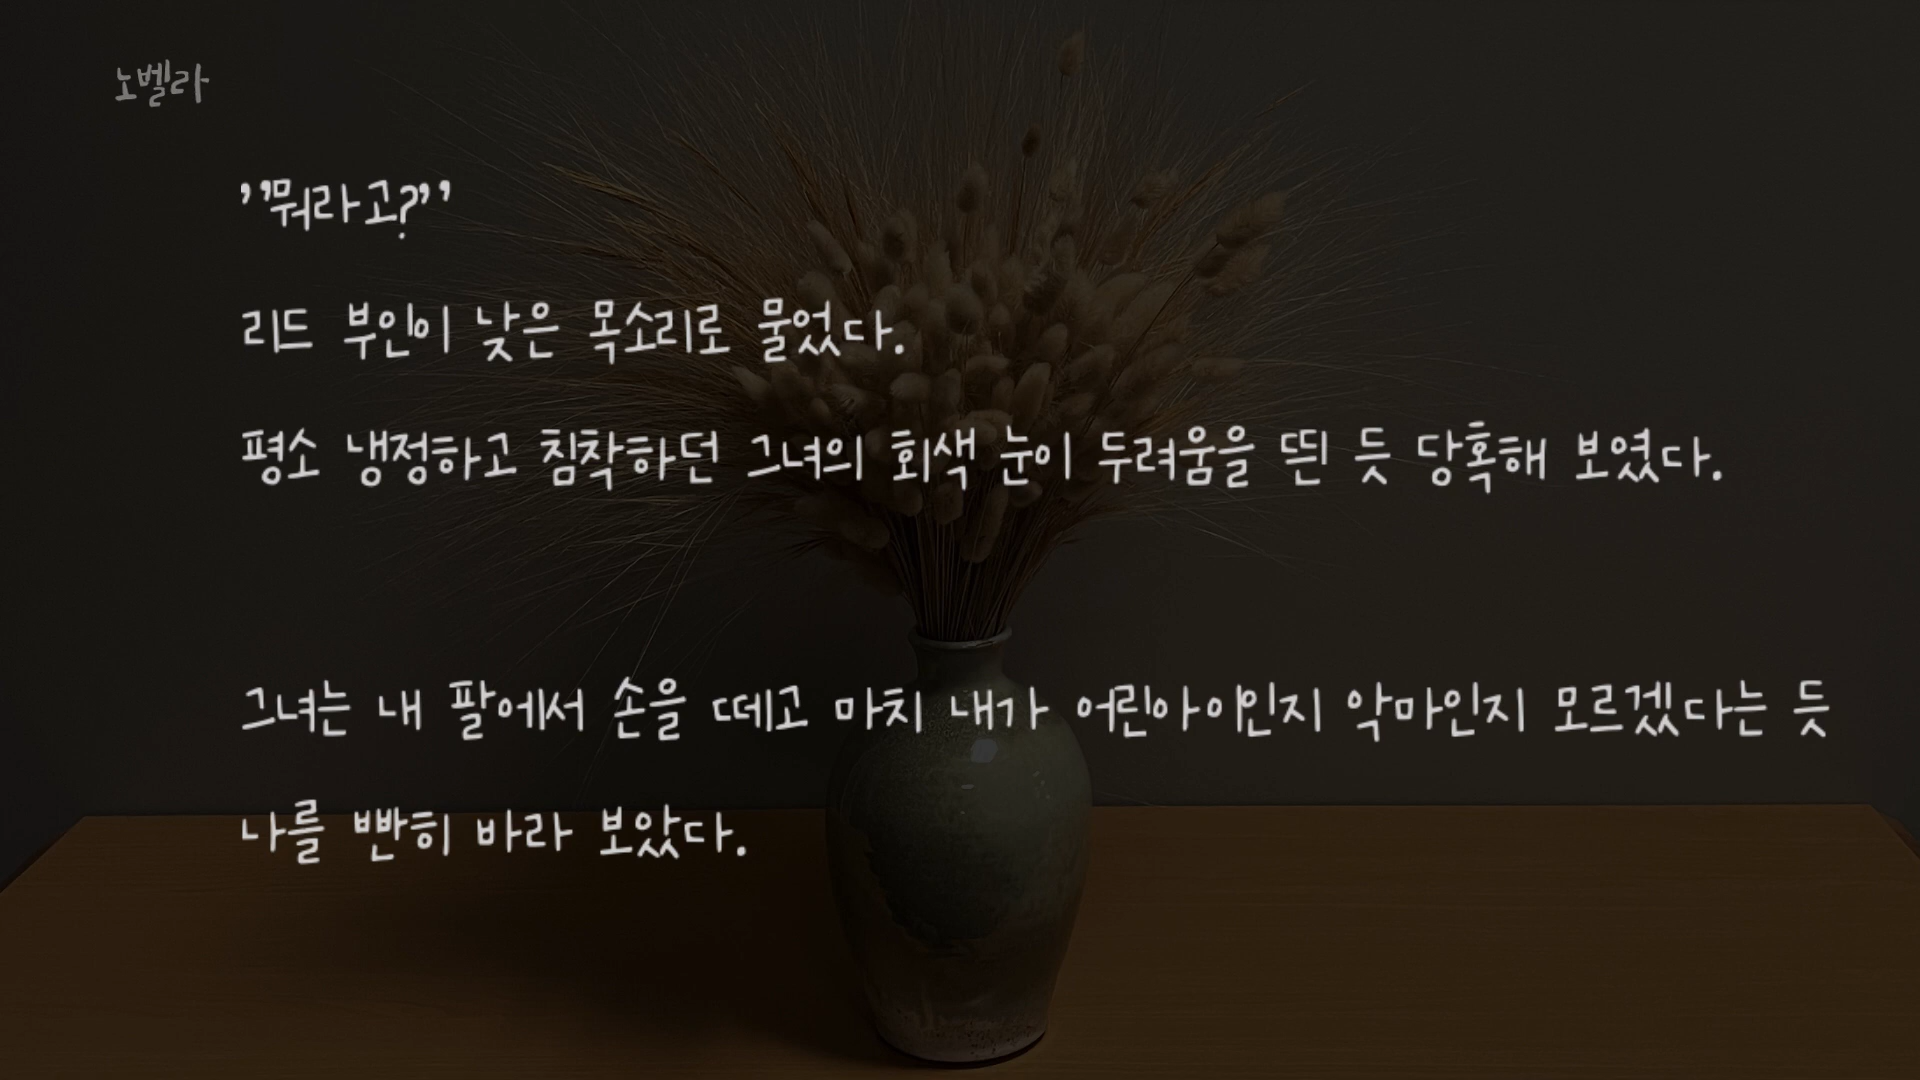 노벨라
’’뭐라고?’’
리드 부인이 낮은 목소리로 물었다.
평소 냉정하고 침착하던 그녀의 회색 눈이 두려움을 띈 듯 당혹해 보였다.
그녀는 내 팔에서 손을 떼고 마치 내가 어린아이인지 악마인지 모르겠다는 듯
나를 빤히 바라 보았다.